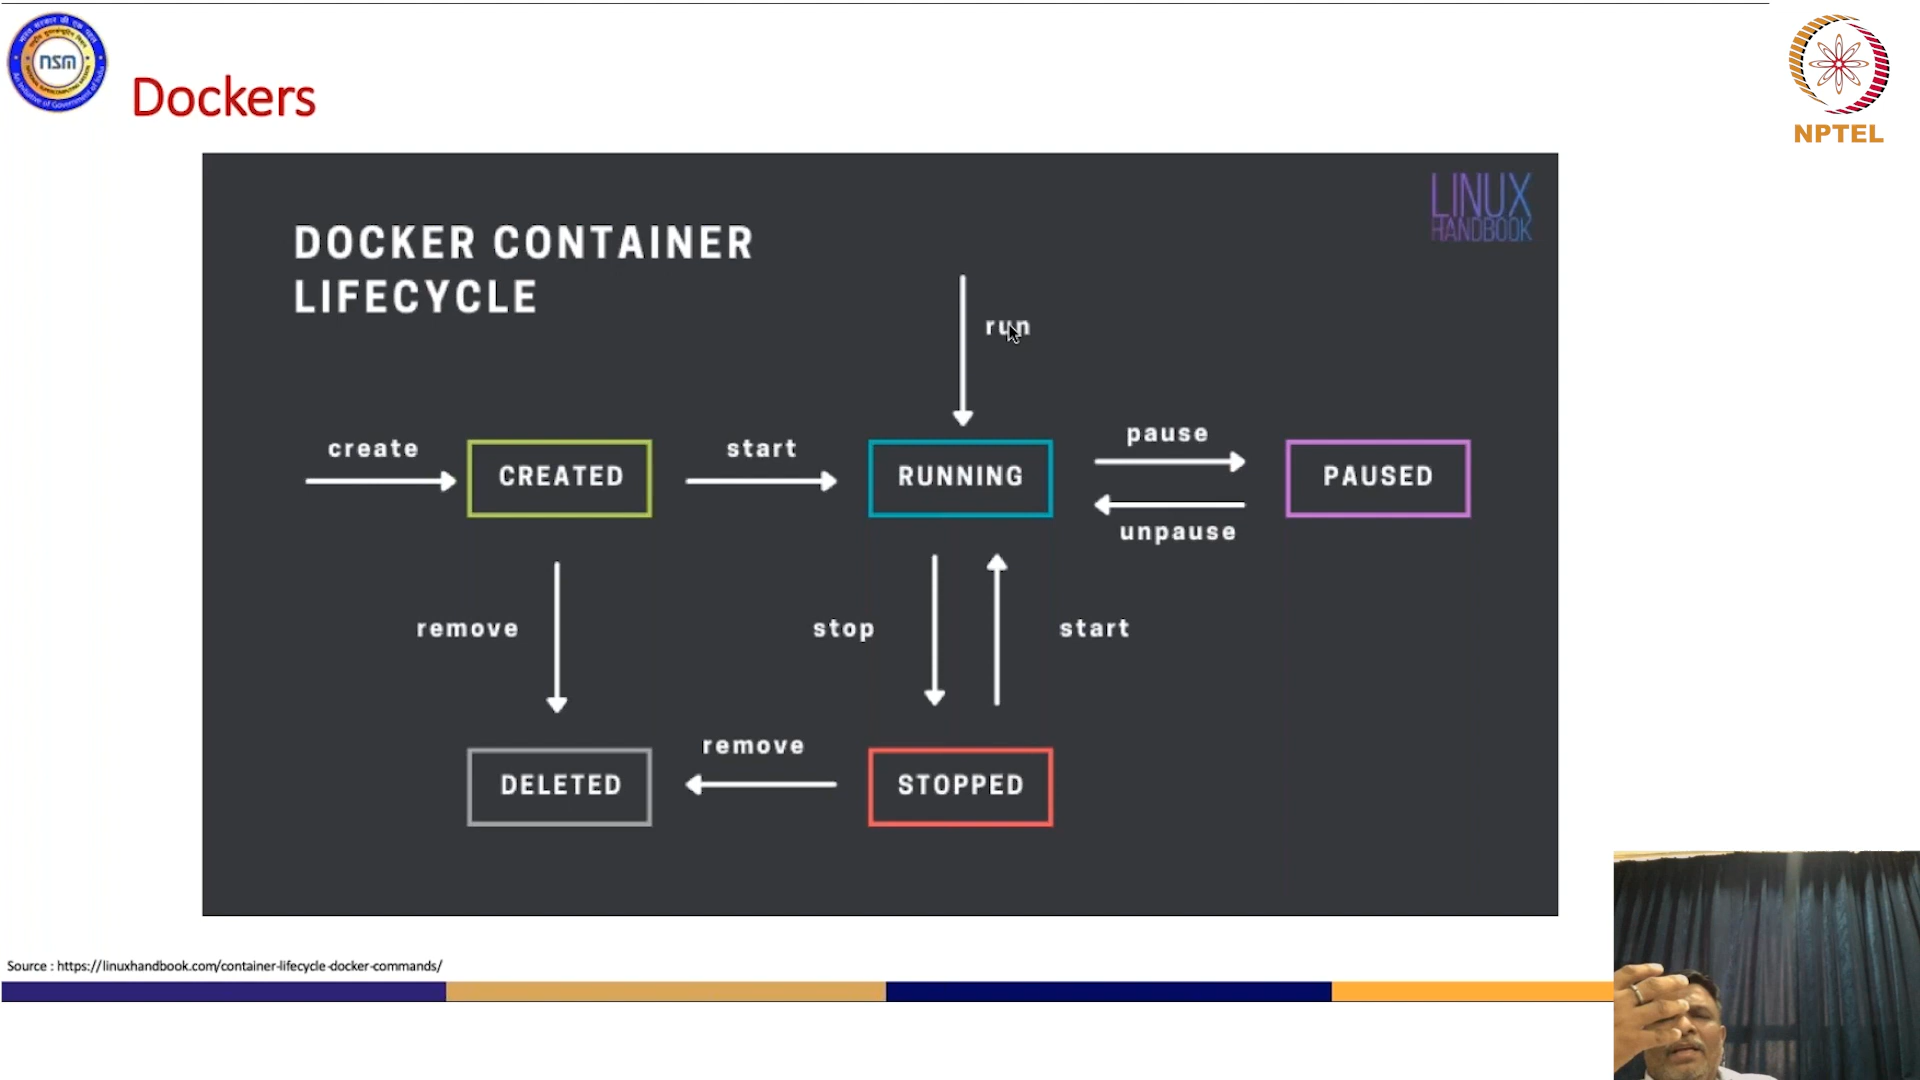 nsm
Dockers
NPTEL
LINUX
HANDBOOK
DOCKER CONTAINER
LIFECYCLE
run
create
CREATED
start
RUNNING
pause
unpause
PAUSED
remove
stop
start
DELETED
remove
STOPPED
Source : https://linuxhandbook.com/container-lifecycle-docker-commands/